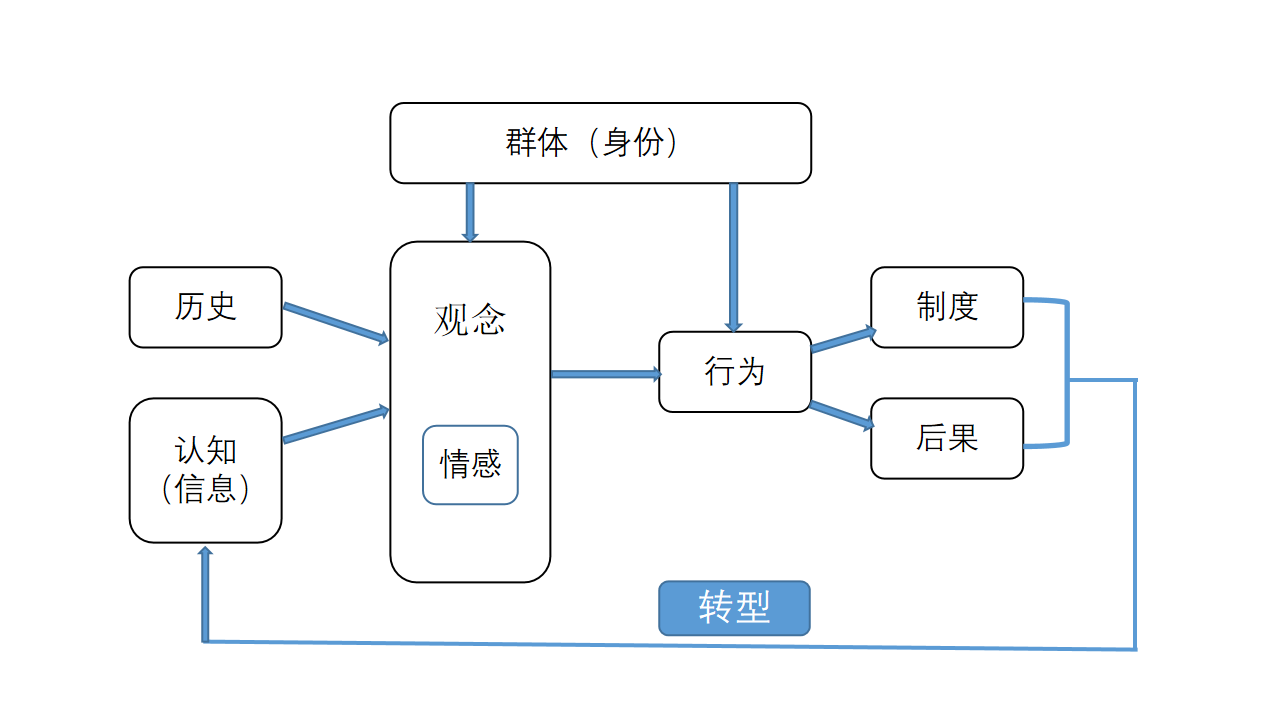 群体（身份）
历史
观念
制度
行为
认知
（信息）
情感
后果
转型